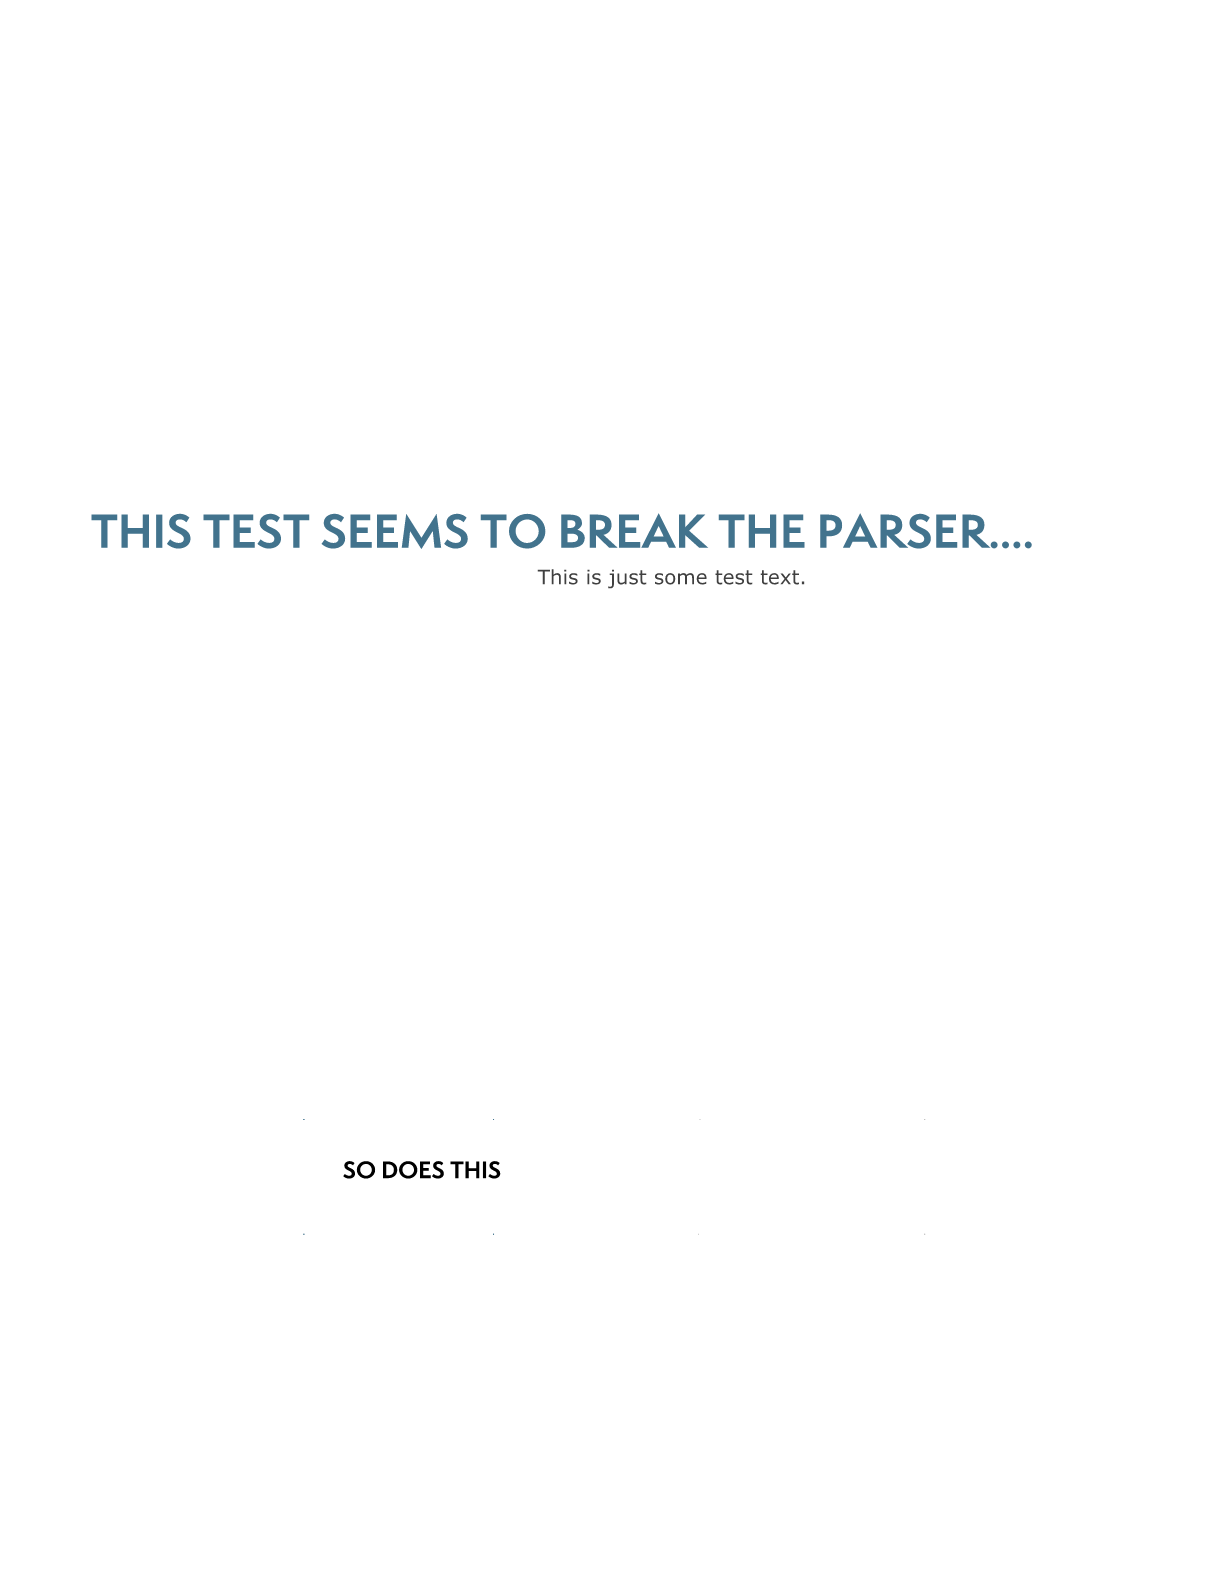 THIS TEST SEEMS TO BREAK THE PARSER....
This is just some test text.
SO DOES THIS